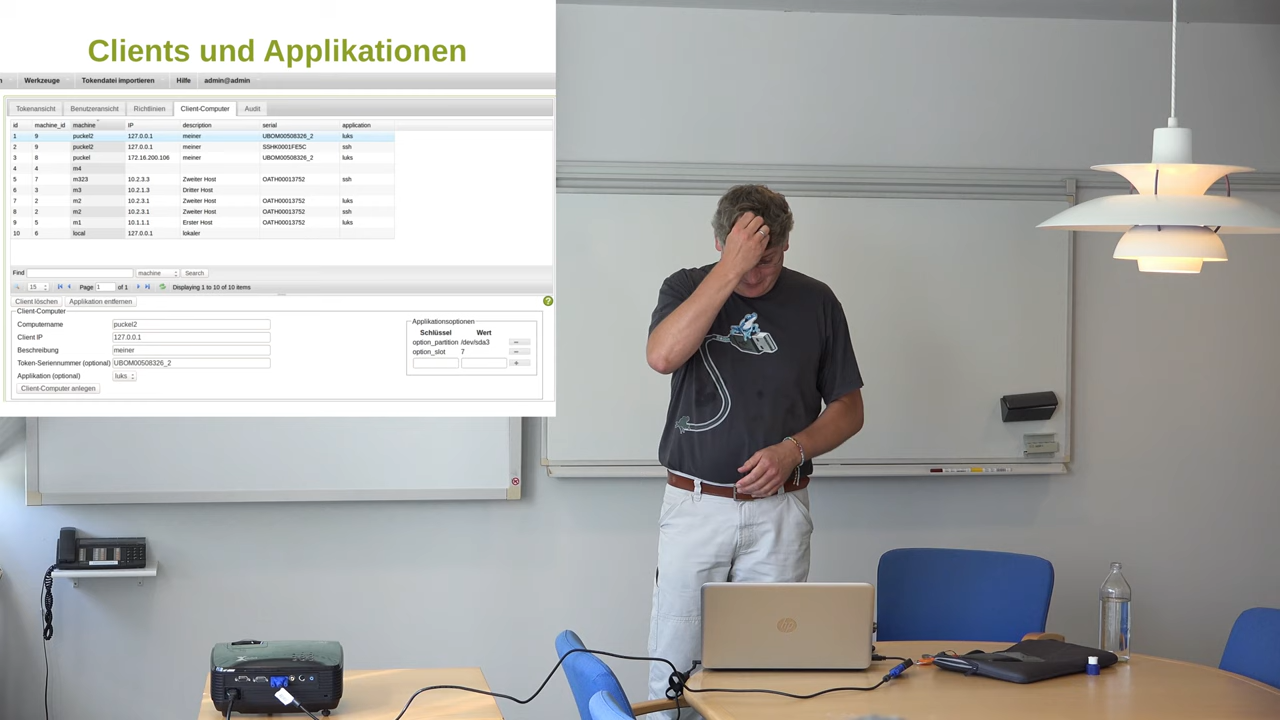 Clients und Applikationen
Werkzeuge Tokendatei importieren Hilfe admin@admin
Tokenansicht Benutzeransicht Richtlinien Client-Computer Audit
id machine_id machine IP description serial application
1 9 puckel2 127.0.0.1 meiner UBOM00508326_2 luks
2 9 puckel2 127.0.0.1 meiner SSHK0001FE5C ssh
3 8 puckel 172.16.200.106 meiner UBOM00508326_2 luks
4 4 m4
5 7 m323 10.2.3.3 Zweiter Host OATH00013752 ssh
6 3 m3 10.2.1.3 Dritter Host
7 2 m2 10.2.3.1 Zweiter Host OATH00013752 luks
8 2 m2 10.2.3.1 Zweiter Host OATH00013752 ssh
9 5 m1 10.1.1.1 Erster Host OATH00013752 luks
10 6 local 127.0.0.1 lokaler
Find machine Search
15 Page 1 of 1 Displaying 1 to 10 of 10 items
Client löschen Applikation entfernen
Client-Computer
Computername puckel2
Client IP 127.0.0.1
Beschreibung meiner
Token-Seriennummer (optional) UBOM00508326_2
Applikation (optional) luks
Client-Computer anlegen
Applikationsoptionen
Schlüssel Wert
option_partition /dev/sda3
option_slot 7
hp